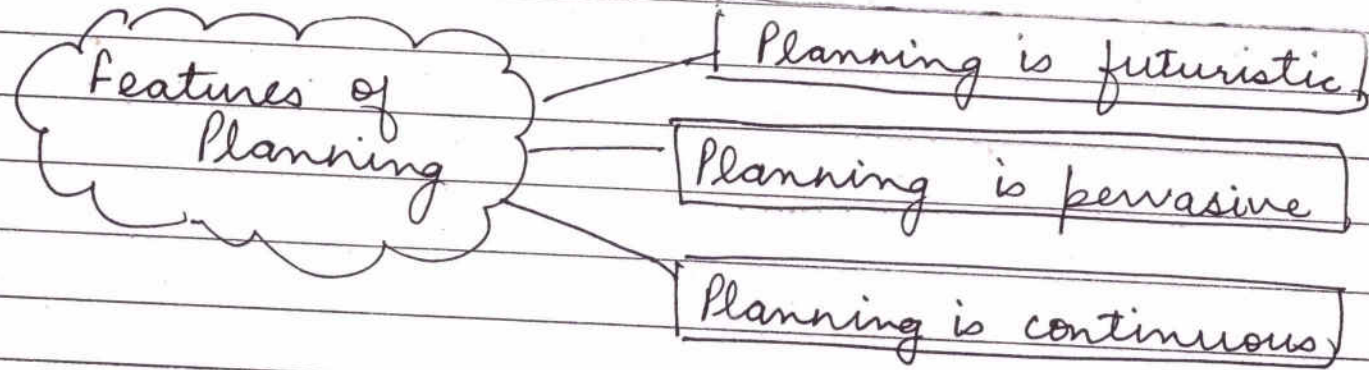 Features of
Planning
Planning is futuristic
Planning is pervasive
Planning is continuous